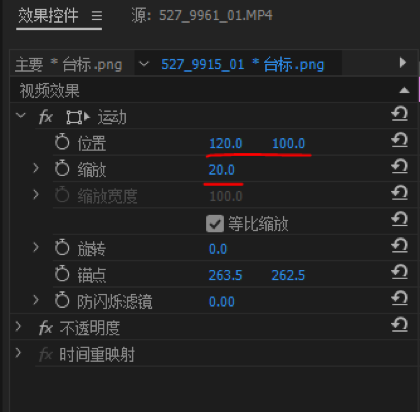 效果控件 源: 527_9961_01.MP4
主要 * 台标.png 527_9915_01 * 台标.png
视频效果
fx 运动
位置 120.0 100.0
缩放 20.0
缩放宽度 100.0
等比缩放
旋转 0.0
锚点 263.5 262.5
防闪烁滤镜 0.00
fx 不透明度
fx 时间重映射